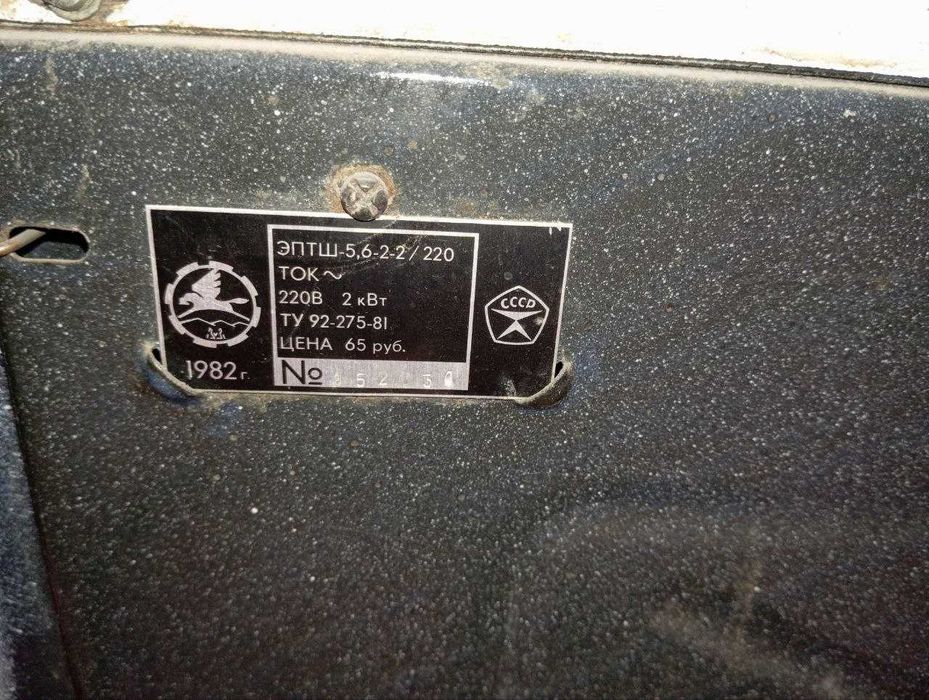 ЭПТШ-5,6-2-2/220
ТОК ~
220В 2 кВт
ТУ 92-275-81
ЦЕНА 65 руб.
№
1982 г.
СССР